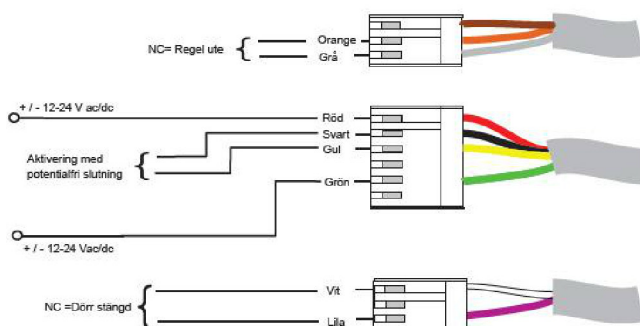 NC= Regel ute
Orange
Grå
+ / - 12-24 V ac/dc
Röd
Svart
Gul
Aktivering med
potentialfri slutning
Grön
+ / - 12-24 Vac/dc
NC =Dörr stängd
Vit
Lila